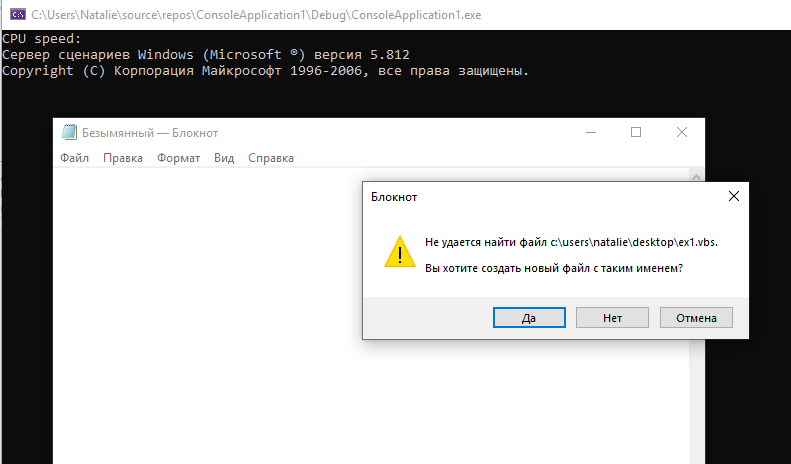 C:\Users\Natalie\source\repos\ConsoleApplication1\Debug\ConsoleApplication1.exe
CPU speed:
Сервер сценариев Windows (Microsoft ®) версия 5.812
Copyright (C) Корпорация Майкрософт 1996-2006, все права защищены.
Безымянный — Блокнот
Файл Правка Формат Вид Справка
Блокнот
Не удается найти файл c:\users\natalie\desktop\ex1.vbs.
Вы хотите создать новый файл с таким именем?
Да Нет Отмена